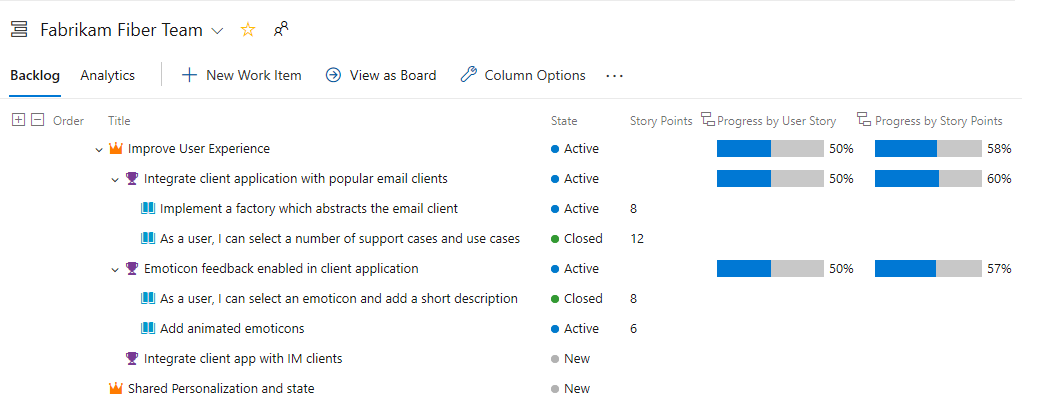 Fabrikam Fiber Team
Backlog Analytics New Work Item View as Board Column Options
Order Title State Story Points Progress by User Story Progress by Story Points
Improve User Experience Active 50% 58%
Integrate client application with popular email clients Active 50% 60%
Implement a factory which abstracts the email client Active 8
As a user, I can select a number of support cases and use cases Closed 12
Emoticon feedback enabled in client application Active 50% 57%
As a user, I can select an emoticon and add a short description Closed 8
Add animated emoticons Active 6
Integrate client app with IM clients New
Shared Personalization and state New